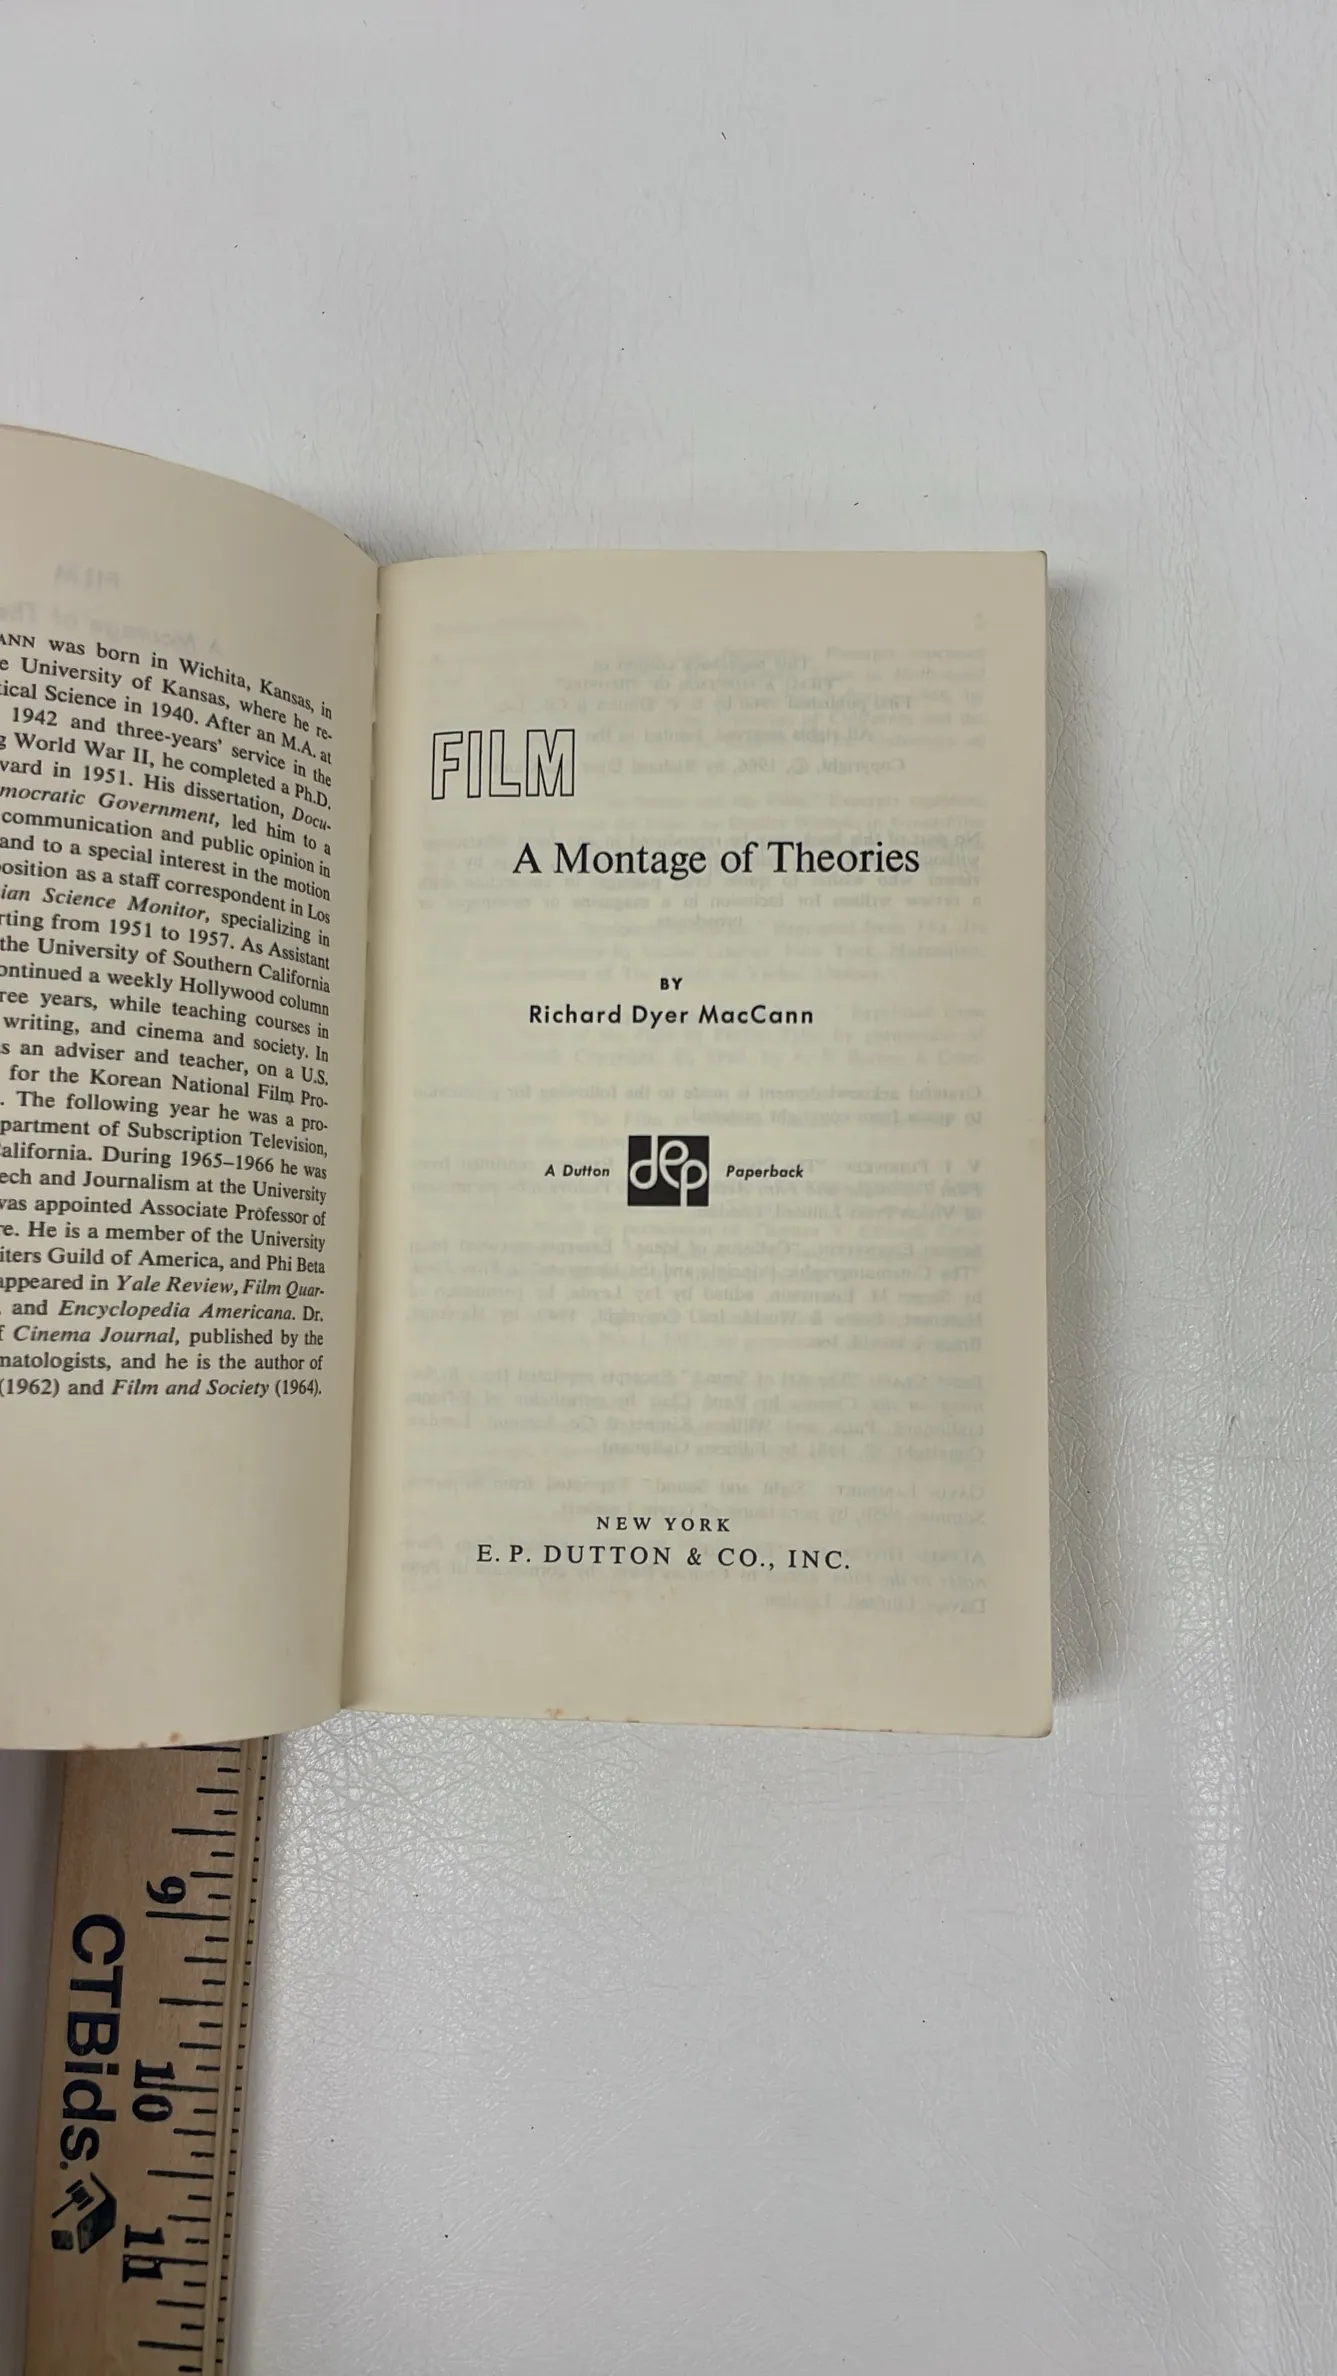 ANN was born in Wichita, Kansas, in
e University of Kansas, where he re-
tical Science in 1940. After an M.A. at
1942 and three-years' service in the
g World War II, he completed a Ph.D.
vard in 1951. His dissertation, Docu-
mocratic Government, led him to a
communication and public opinion in
and to a special interest in the motion
osition as a staff correspondent in Los
ian Science Monitor, specializing in
rting from 1951 to 1957. As Assistant
the University of Southern California
ontinued a weekly Hollywood column
ree years, while teaching courses in
writing, and cinema and society. In
s an adviser and teacher, on a U.S.
for the Korean National Film Pro-
. The following year he was a pro-
partment of Subscription Television,
alifornia. During 1965–1966 he was
ech and Journalism at the University
was appointed Associate Professor of
re. He is a member of the University
iters Guild of America, and Phi Beta
appeared in Yale Review, Film Quar-
, and Encyclopedia Americana. Dr.
f Cinema Journal, published by the
matologists, and he is the author of
(1962) and Film and Society (1964).
FILM
A Montage of Theories
BY
Richard Dyer MacCann
A Dutton dep Paperback
NEW YORK
E. P. DUTTON & CO., INC.
9
10
11
CTBids.